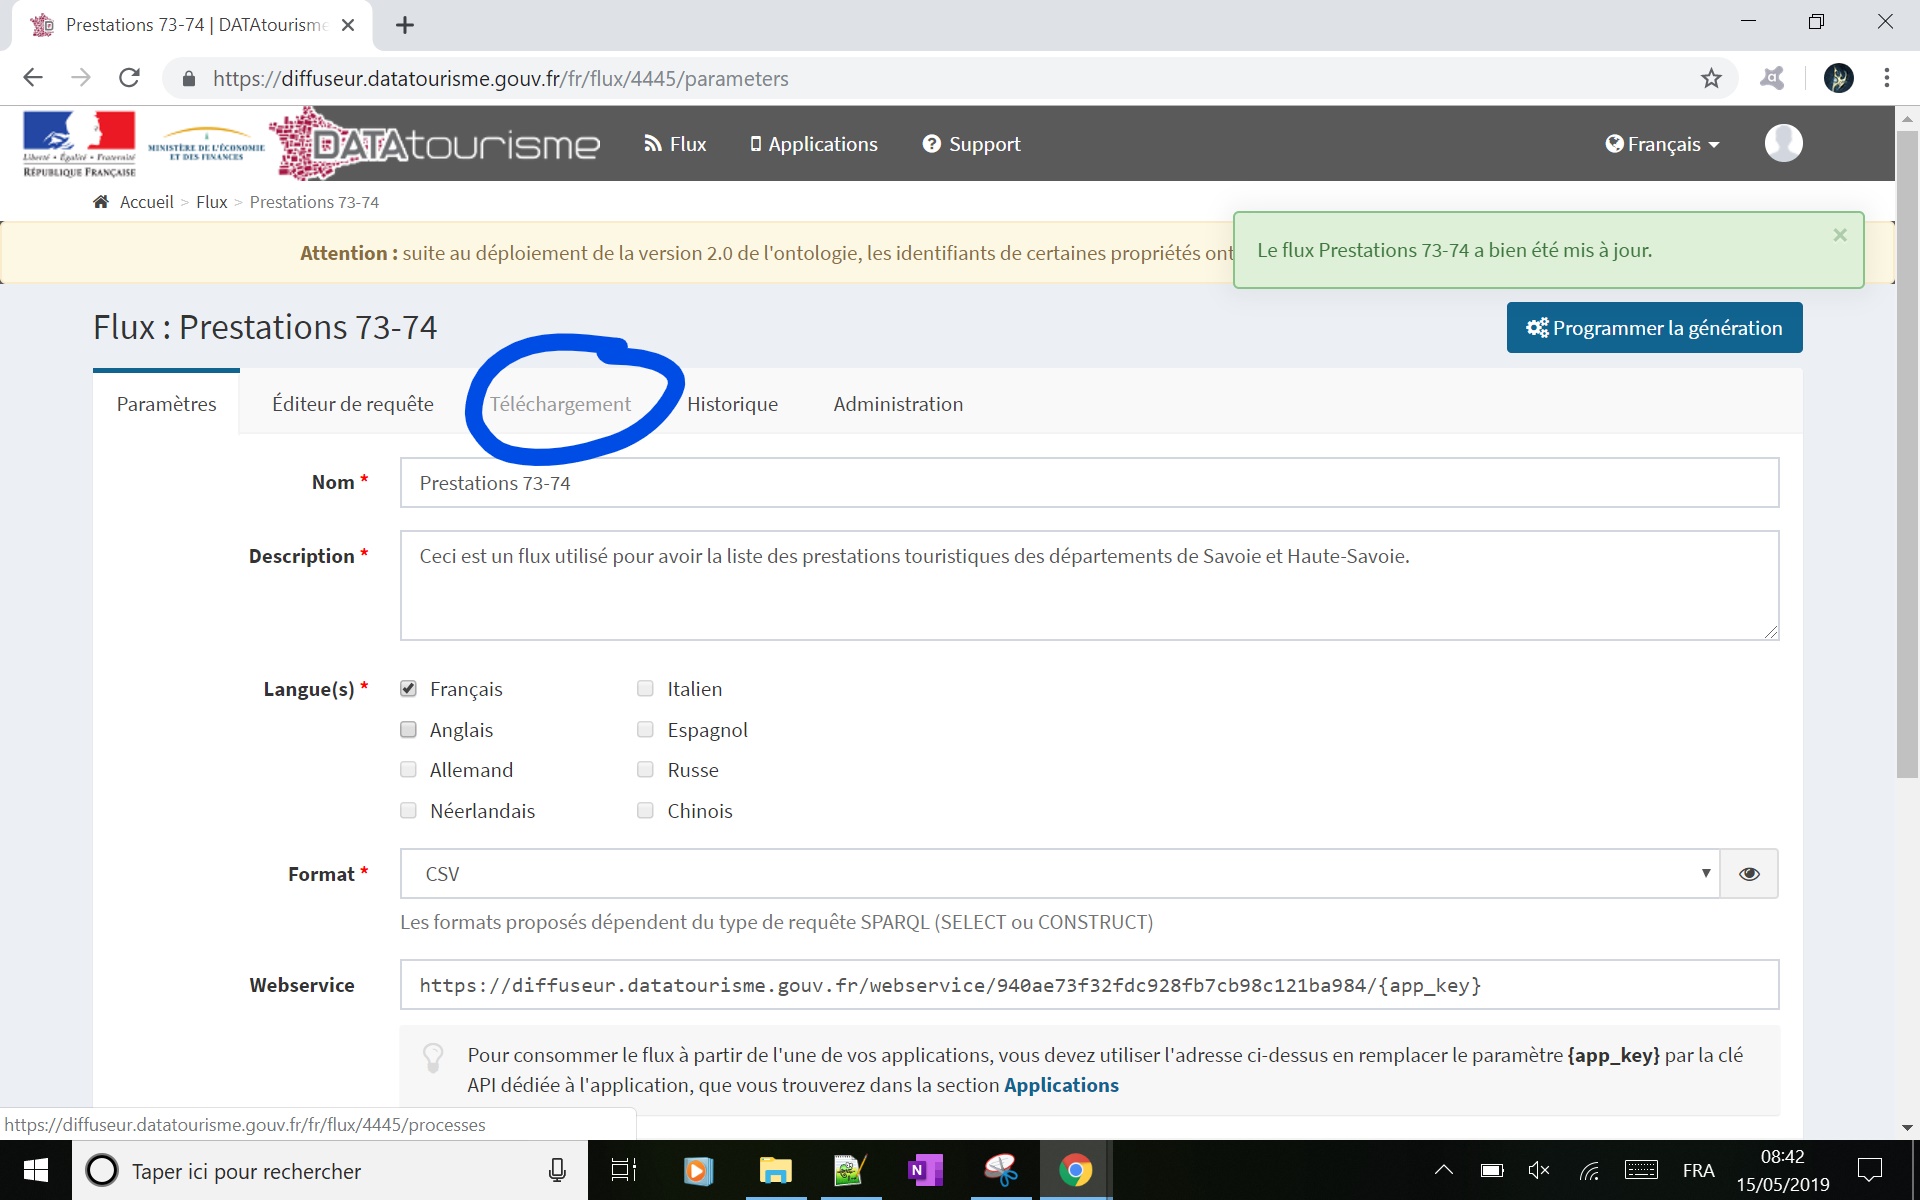 Prestations 73-74 | DATAtourisme
https://diffuseur.datatourisme.gouv.fr/fr/flux/4445/parameters
Liberté • Égalité • Fraternité
RÉPUBLIQUE FRANÇAISE
MINISTÈRE DE L'ÉCONOMIE
ET DES FINANCES
DATAtourisme
Flux
Applications
Support
Français
Accueil > Flux > Prestations 73-74
Attention : suite au déploiement de la version 2.0 de l'ontologie, les identifiants de certaines propriétés ont
Le flux Prestations 73-74 a bien été mis à jour.
Flux : Prestations 73-74
Programmer la génération
Paramètres
Éditeur de requête
Téléchargement
Historique
Administration
Nom *
Prestations 73-74
Description *
Ceci est un flux utilisé pour avoir la liste des prestations touristiques des départements de Savoie et Haute-Savoie.
Langue(s) *
Français
Italien
Anglais
Espagnol
Allemand
Russe
Néerlandais
Chinois
Format *
CSV
Les formats proposés dépendent du type de requête SPARQL (SELECT ou CONSTRUCT)
Webservice
https://diffuseur.datatourisme.gouv.fr/webservice/940ae73f32fdc928fb7cb98c121ba984/{app_key}
Pour consommer le flux à partir de l'une de vos applications, vous devez utiliser l'adresse ci-dessus en remplacer le paramètre {app_key} par la clé
API dédiée à l'application, que vous trouverez dans la section Applications
https://diffuseur.datatourisme.gouv.fr/fr/flux/4445/processes
Taper ici pour rechercher
FRA
08:42
15/05/2019